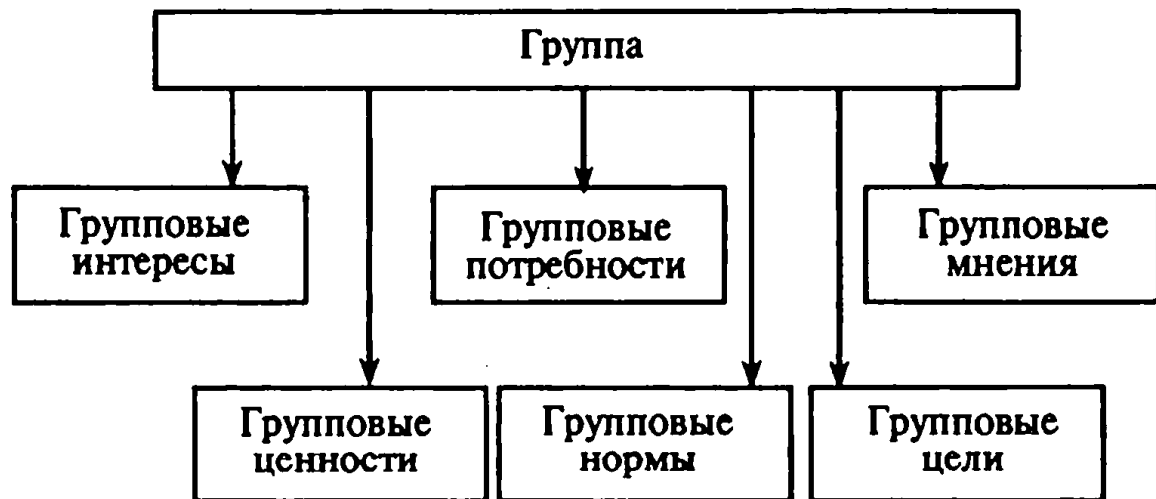 Группа
Групповые
интересы
Групповые
потребности
Групповые
мнения
Групповые
ценности
Групповые
нормы
Групповые
цели